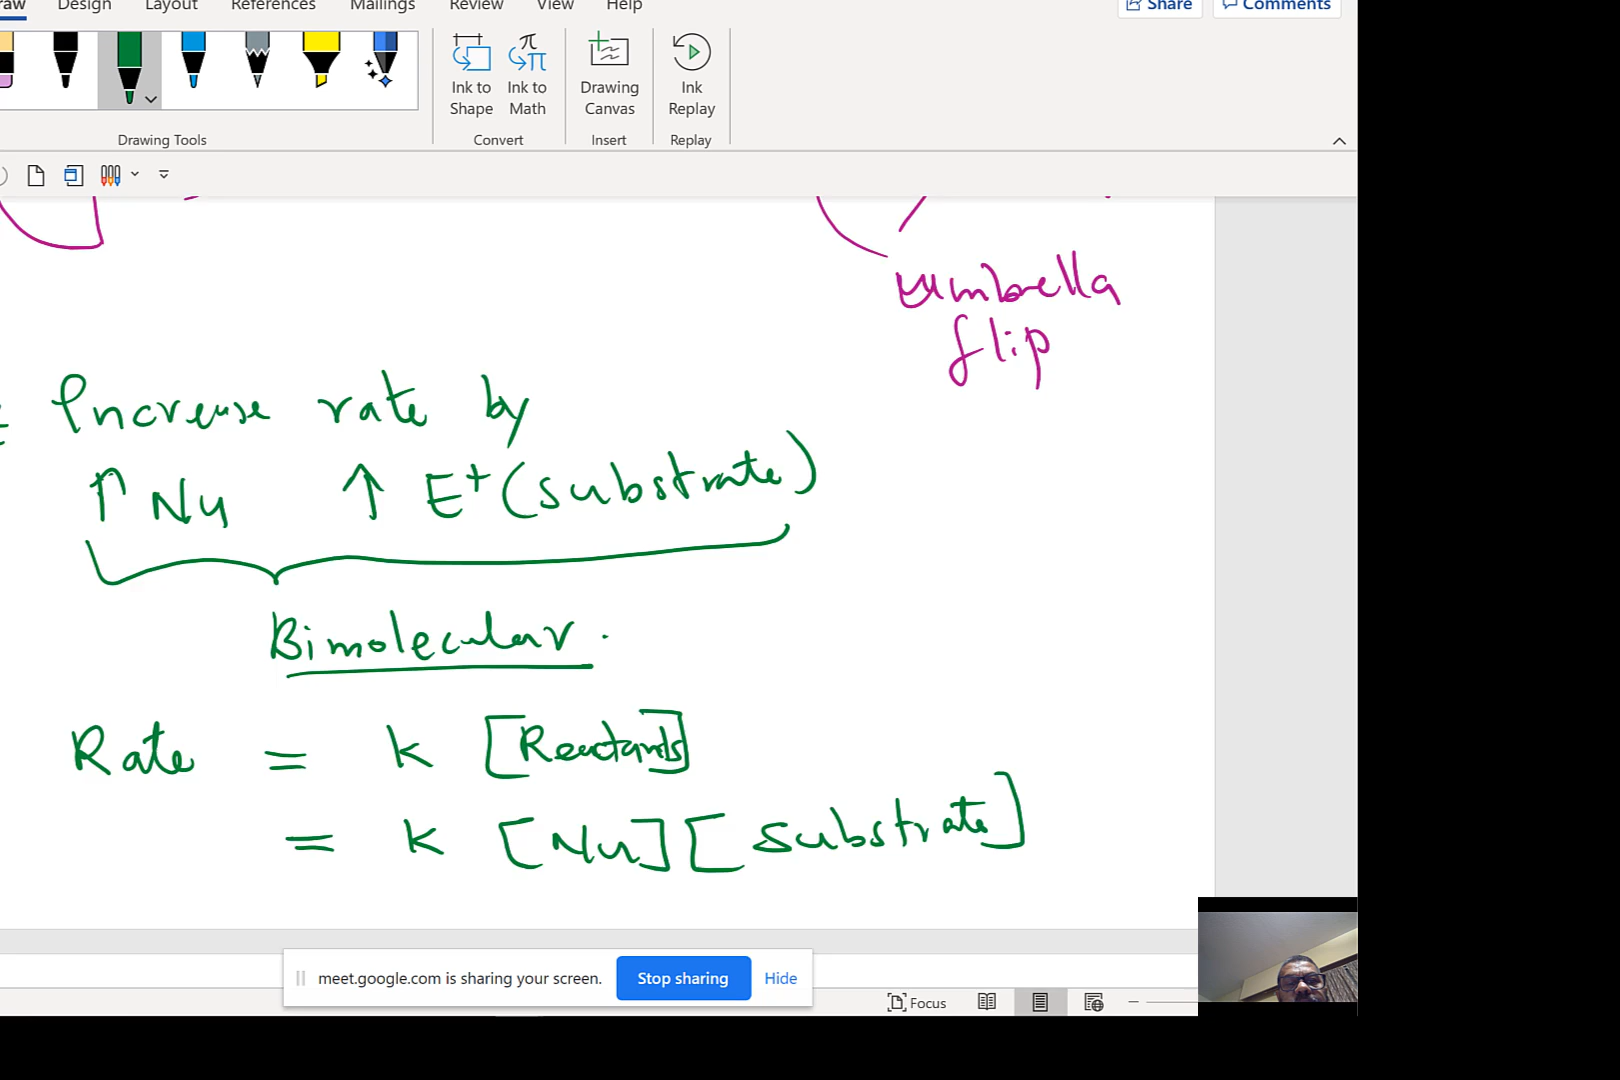 Design Layout References Mailings Review View Help Share Comments
Ink to Shape Ink to Math Drawing Canvas Ink Replay
Drawing Tools Convert Insert Replay
umbrella
flip
Increase rate by
↑ Nu ↑ E+ (substrate)
Bimolecular.
Rate = k [Reactants]
= k [Nu][substrate]
meet.google.com is sharing your screen. Stop sharing Hide
Focus